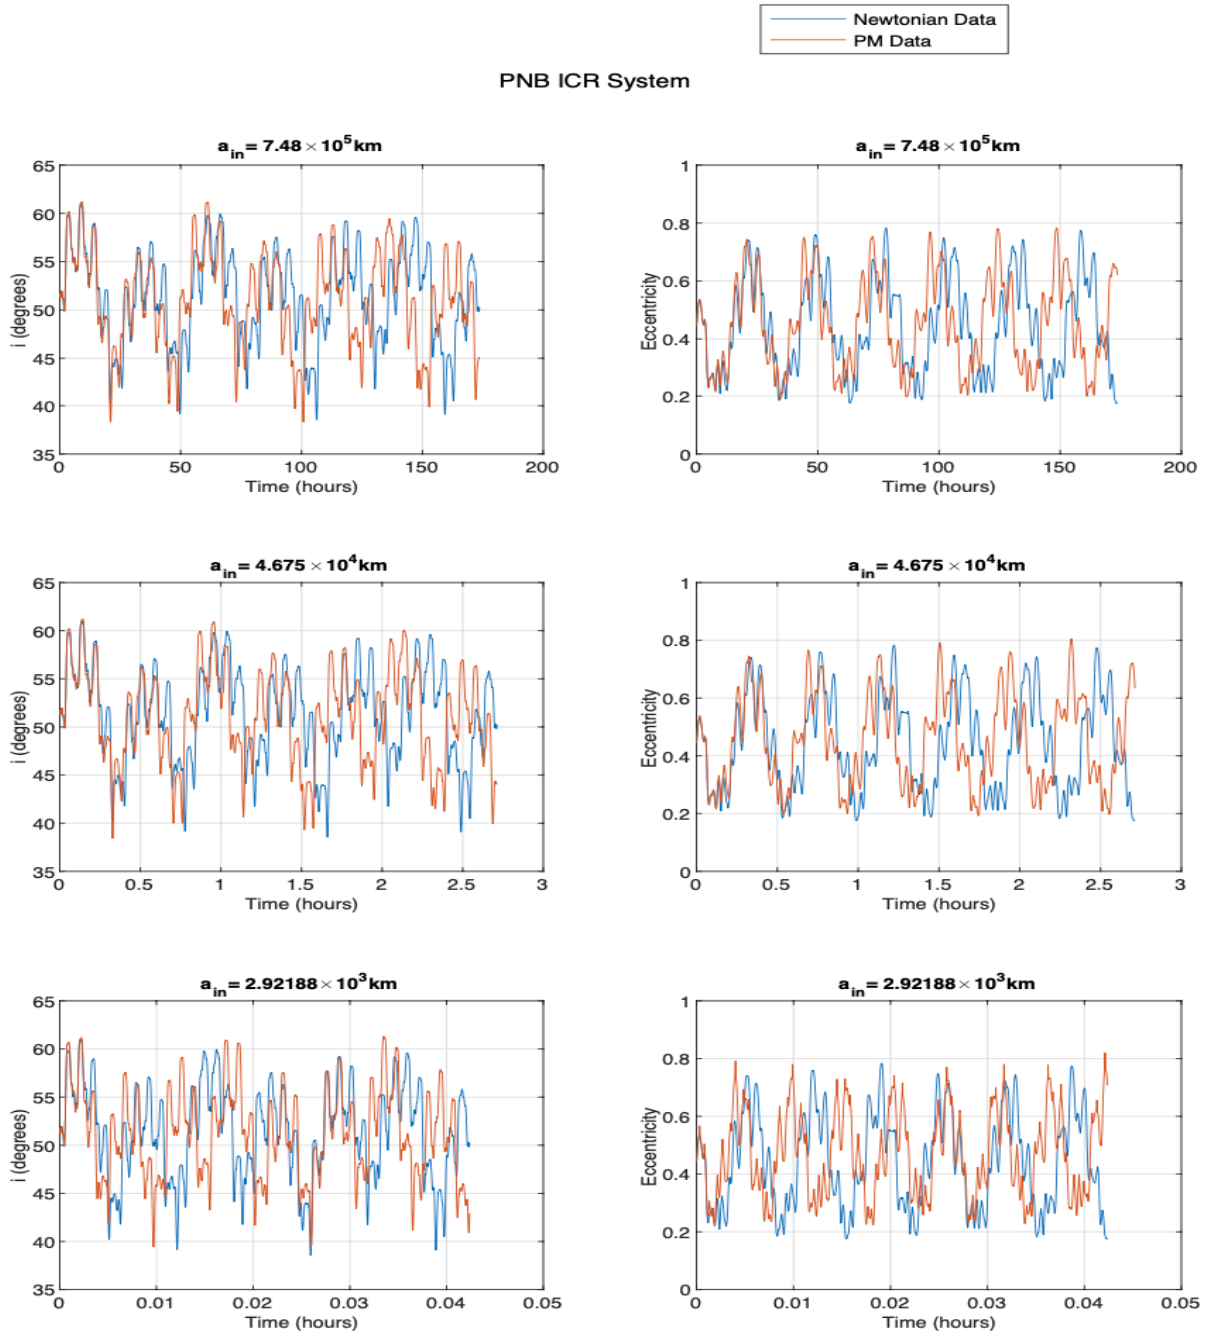 Newtonian Data
PM Data
PNB ICR System
a_in = 7.48 × 10^5 km
65
60
55
50
45
40
35
i (degrees)
0 50 100 150 200
Time (hours)
a_in = 7.48 × 10^5 km
1
0.8
0.6
0.4
0.2
0
Eccentricity
0 50 100 150 200
Time (hours)
a_in = 4.675 × 10^4 km
65
60
55
50
45
40
35
i (degrees)
0 0.5 1 1.5 2 2.5 3
Time (hours)
a_in = 4.675 × 10^4 km
1
0.8
0.6
0.4
0.2
0
Eccentricity
0 0.5 1 1.5 2 2.5 3
Time (hours)
a_in = 2.92188 × 10^3 km
65
60
55
50
45
40
35
i (degrees)
0 0.01 0.02 0.03 0.04 0.05
Time (hours)
a_in = 2.92188 × 10^3 km
1
0.8
0.6
0.4
0.2
0
Eccentricity
0 0.01 0.02 0.03 0.04 0.05
Time (hours)